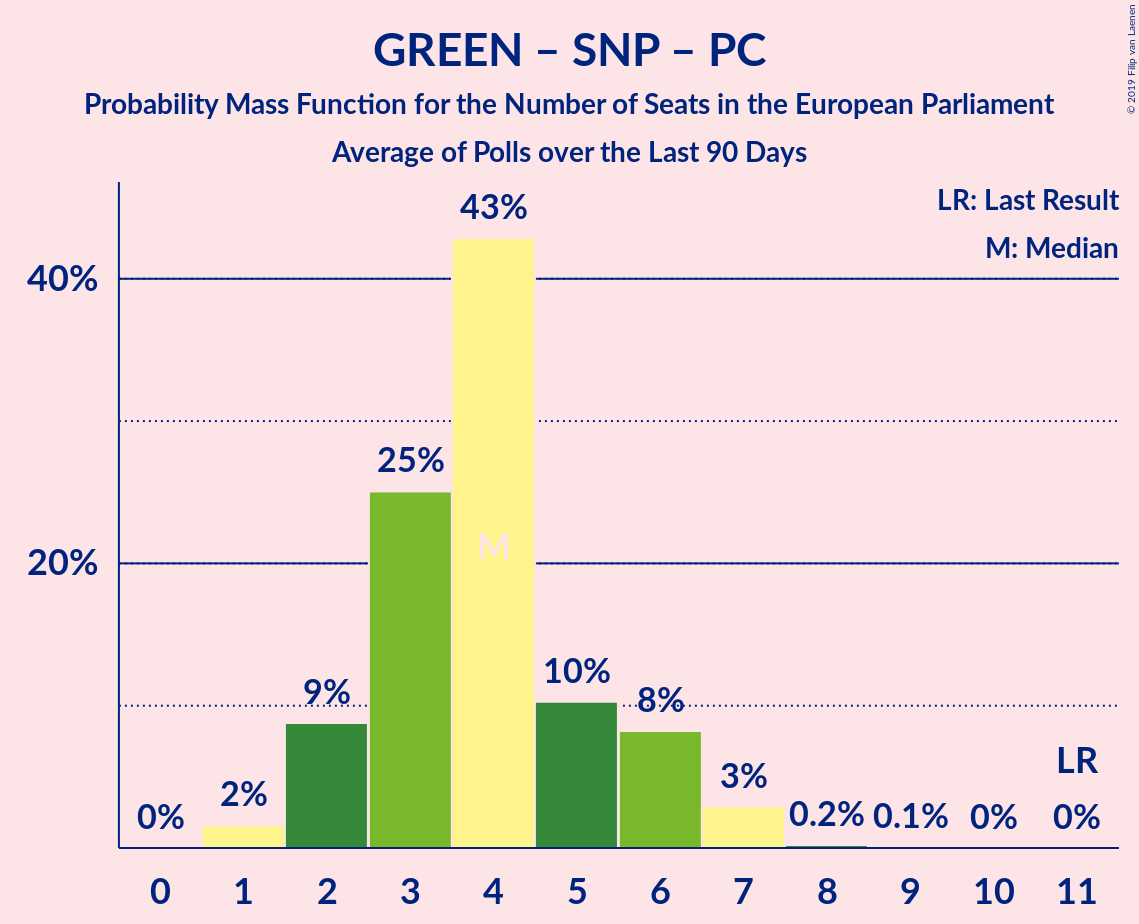 GREEN – SNP – PC
Probability Mass Function for the Number of Seats in the European Parliament
Average of Polls over the Last 90 Days
© 2019 Filip van Laenen
LR: Last Result
M: Median
40%
20%
0%
2%
9%
25%
43%
M
10%
8%
3%
0.2%
0.1%
0%
LR
0%
0 1 2 3 4 5 6 7 8 9 10 11